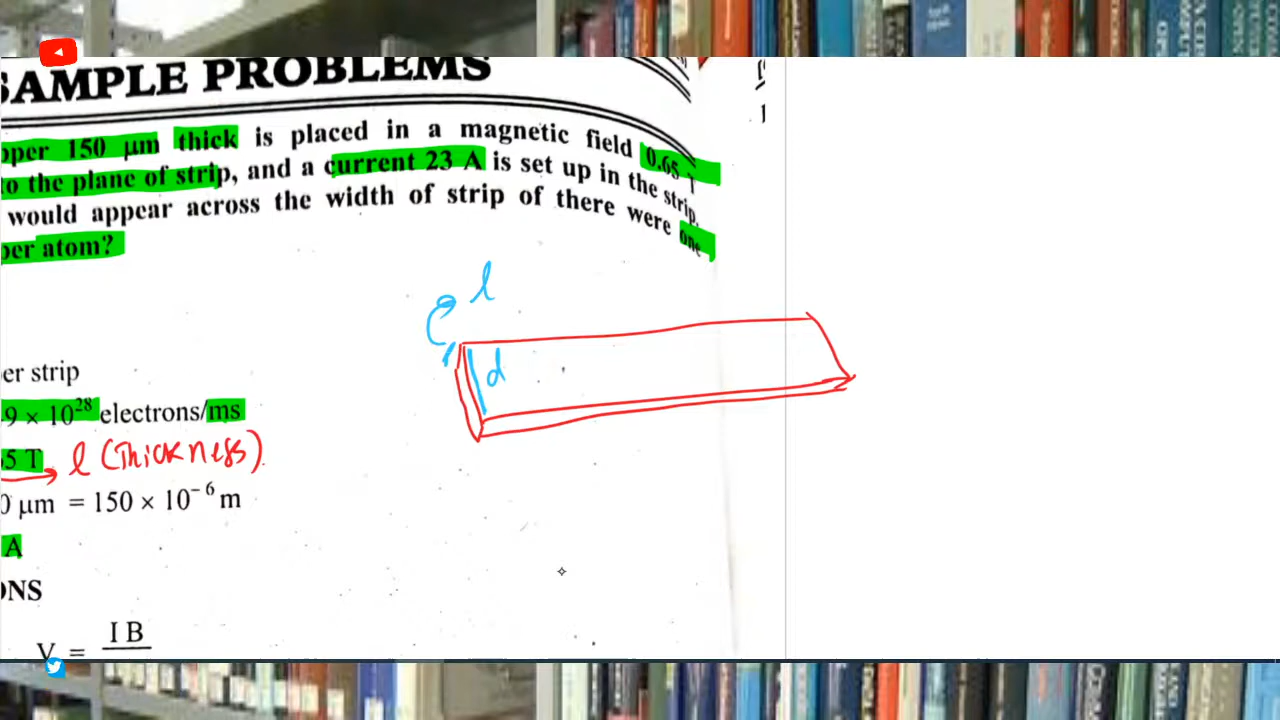 SAMPLE PROBLEMS
pper 150 μm thick is placed in a magnetic field 0.65 T
to the plane of strip, and a current 23 A is set up in the strip.
would appear across the width of strip of there were one
per atom?
l
d
er strip
9 × 10²⁸ electrons/ms
5 T
l (Thickness)
0 μm = 150 × 10⁻⁶ m
A
ONS
V = I B